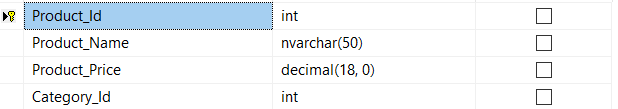 Product_Id int
Product_Name nvarchar(50)
Product_Price decimal(18, 0)
Category_Id int